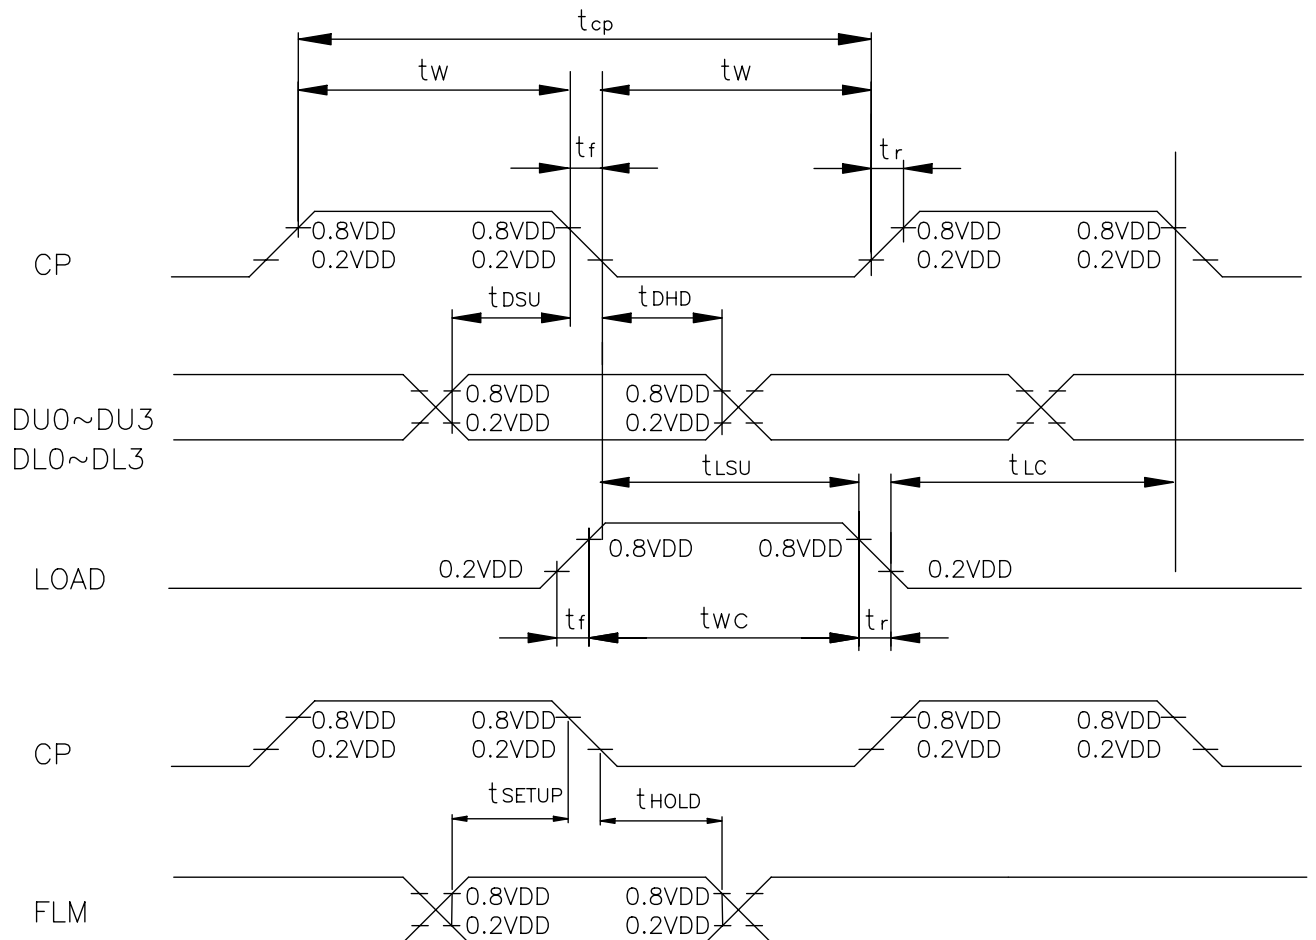 tcp
tw tw
tf tr
0.8VDD 0.8VDD 0.8VDD 0.8VDD
CP 0.2VDD 0.2VDD 0.2VDD 0.2VDD
tDSU tDHD
0.8VDD 0.8VDD
DU0~DU3 0.2VDD 0.2VDD
DL0~DL3
tLSU tLC
0.8VDD 0.8VDD
LOAD 0.2VDD 0.2VDD
tf twC tr
0.8VDD 0.8VDD 0.8VDD 0.8VDD
CP 0.2VDD 0.2VDD 0.2VDD 0.2VDD
tSETUP tHOLD
0.8VDD 0.8VDD
FLM 0.2VDD 0.2VDD